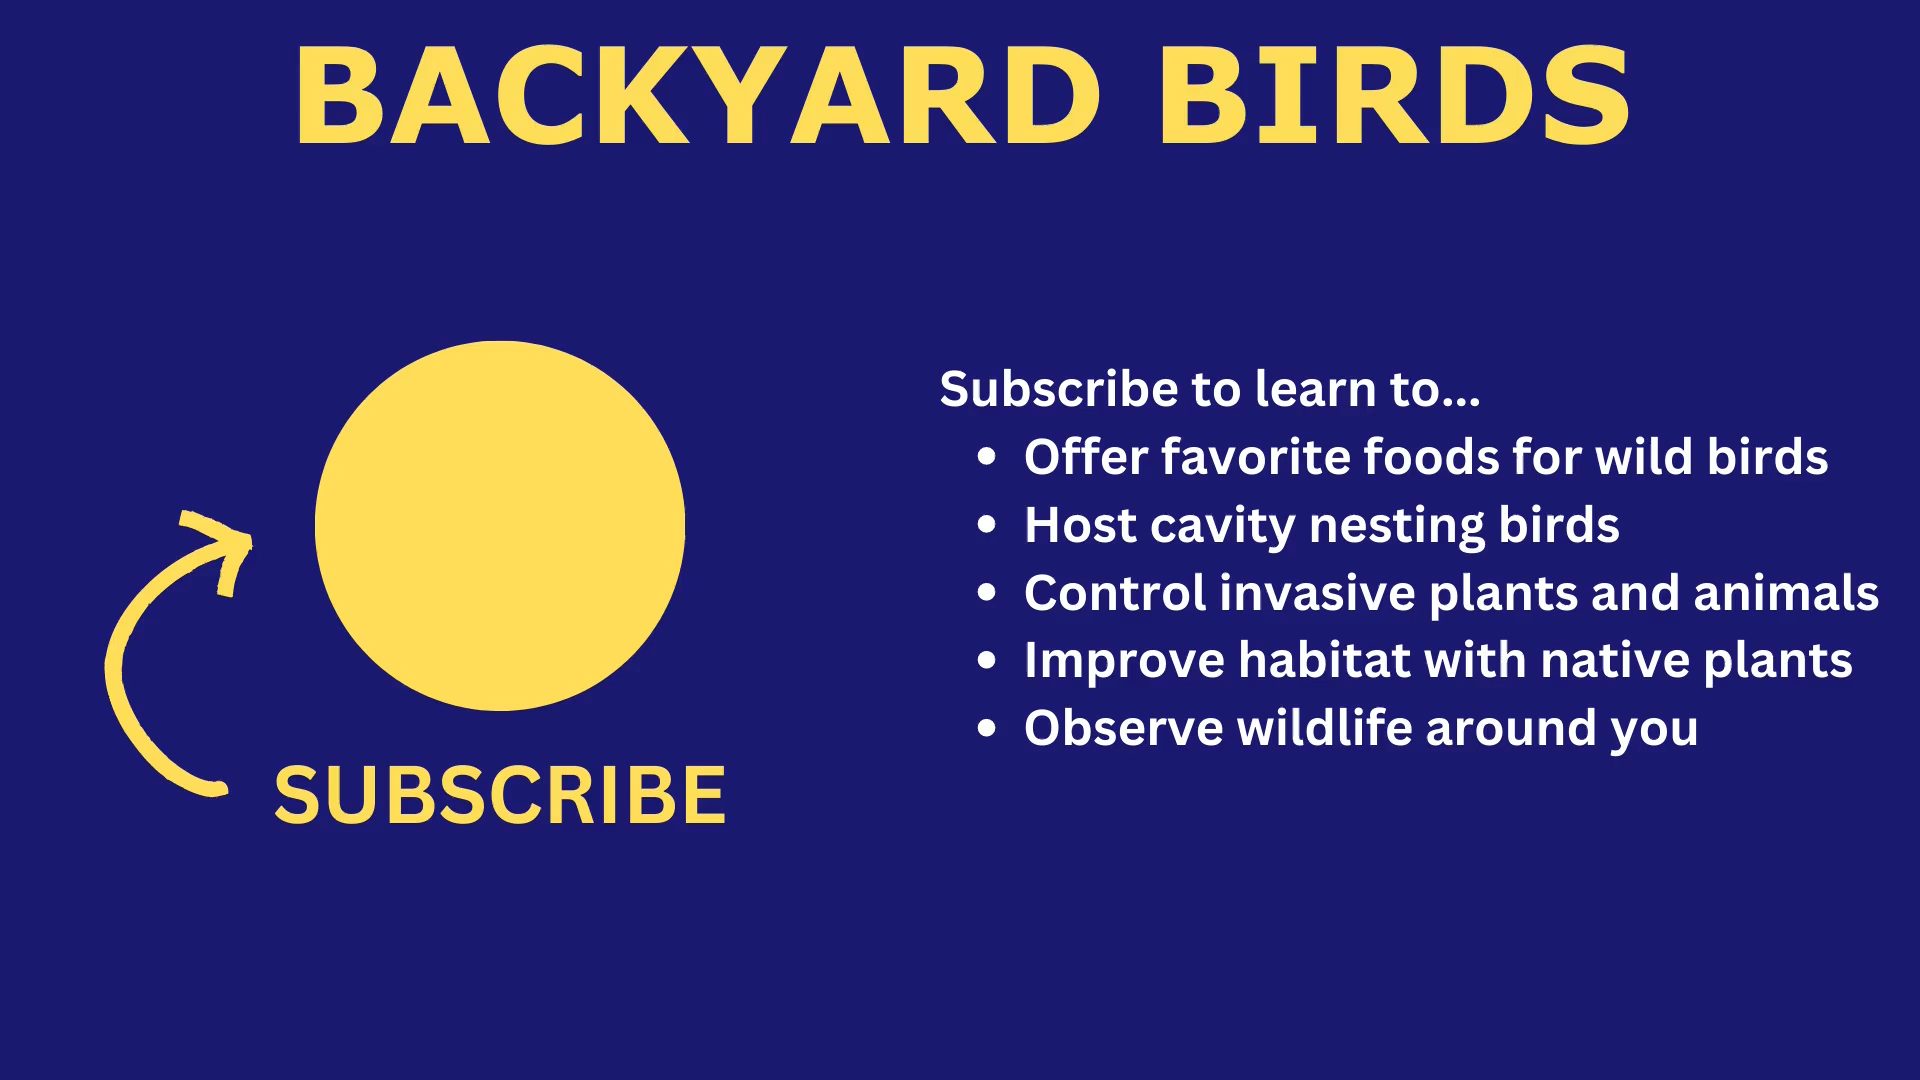 BACKYARD BIRDS
Subscribe to learn to...
• Offer favorite foods for wild birds
• Host cavity nesting birds
• Control invasive plants and animals
• Improve habitat with native plants
• Observe wildlife around you
SUBSCRIBE